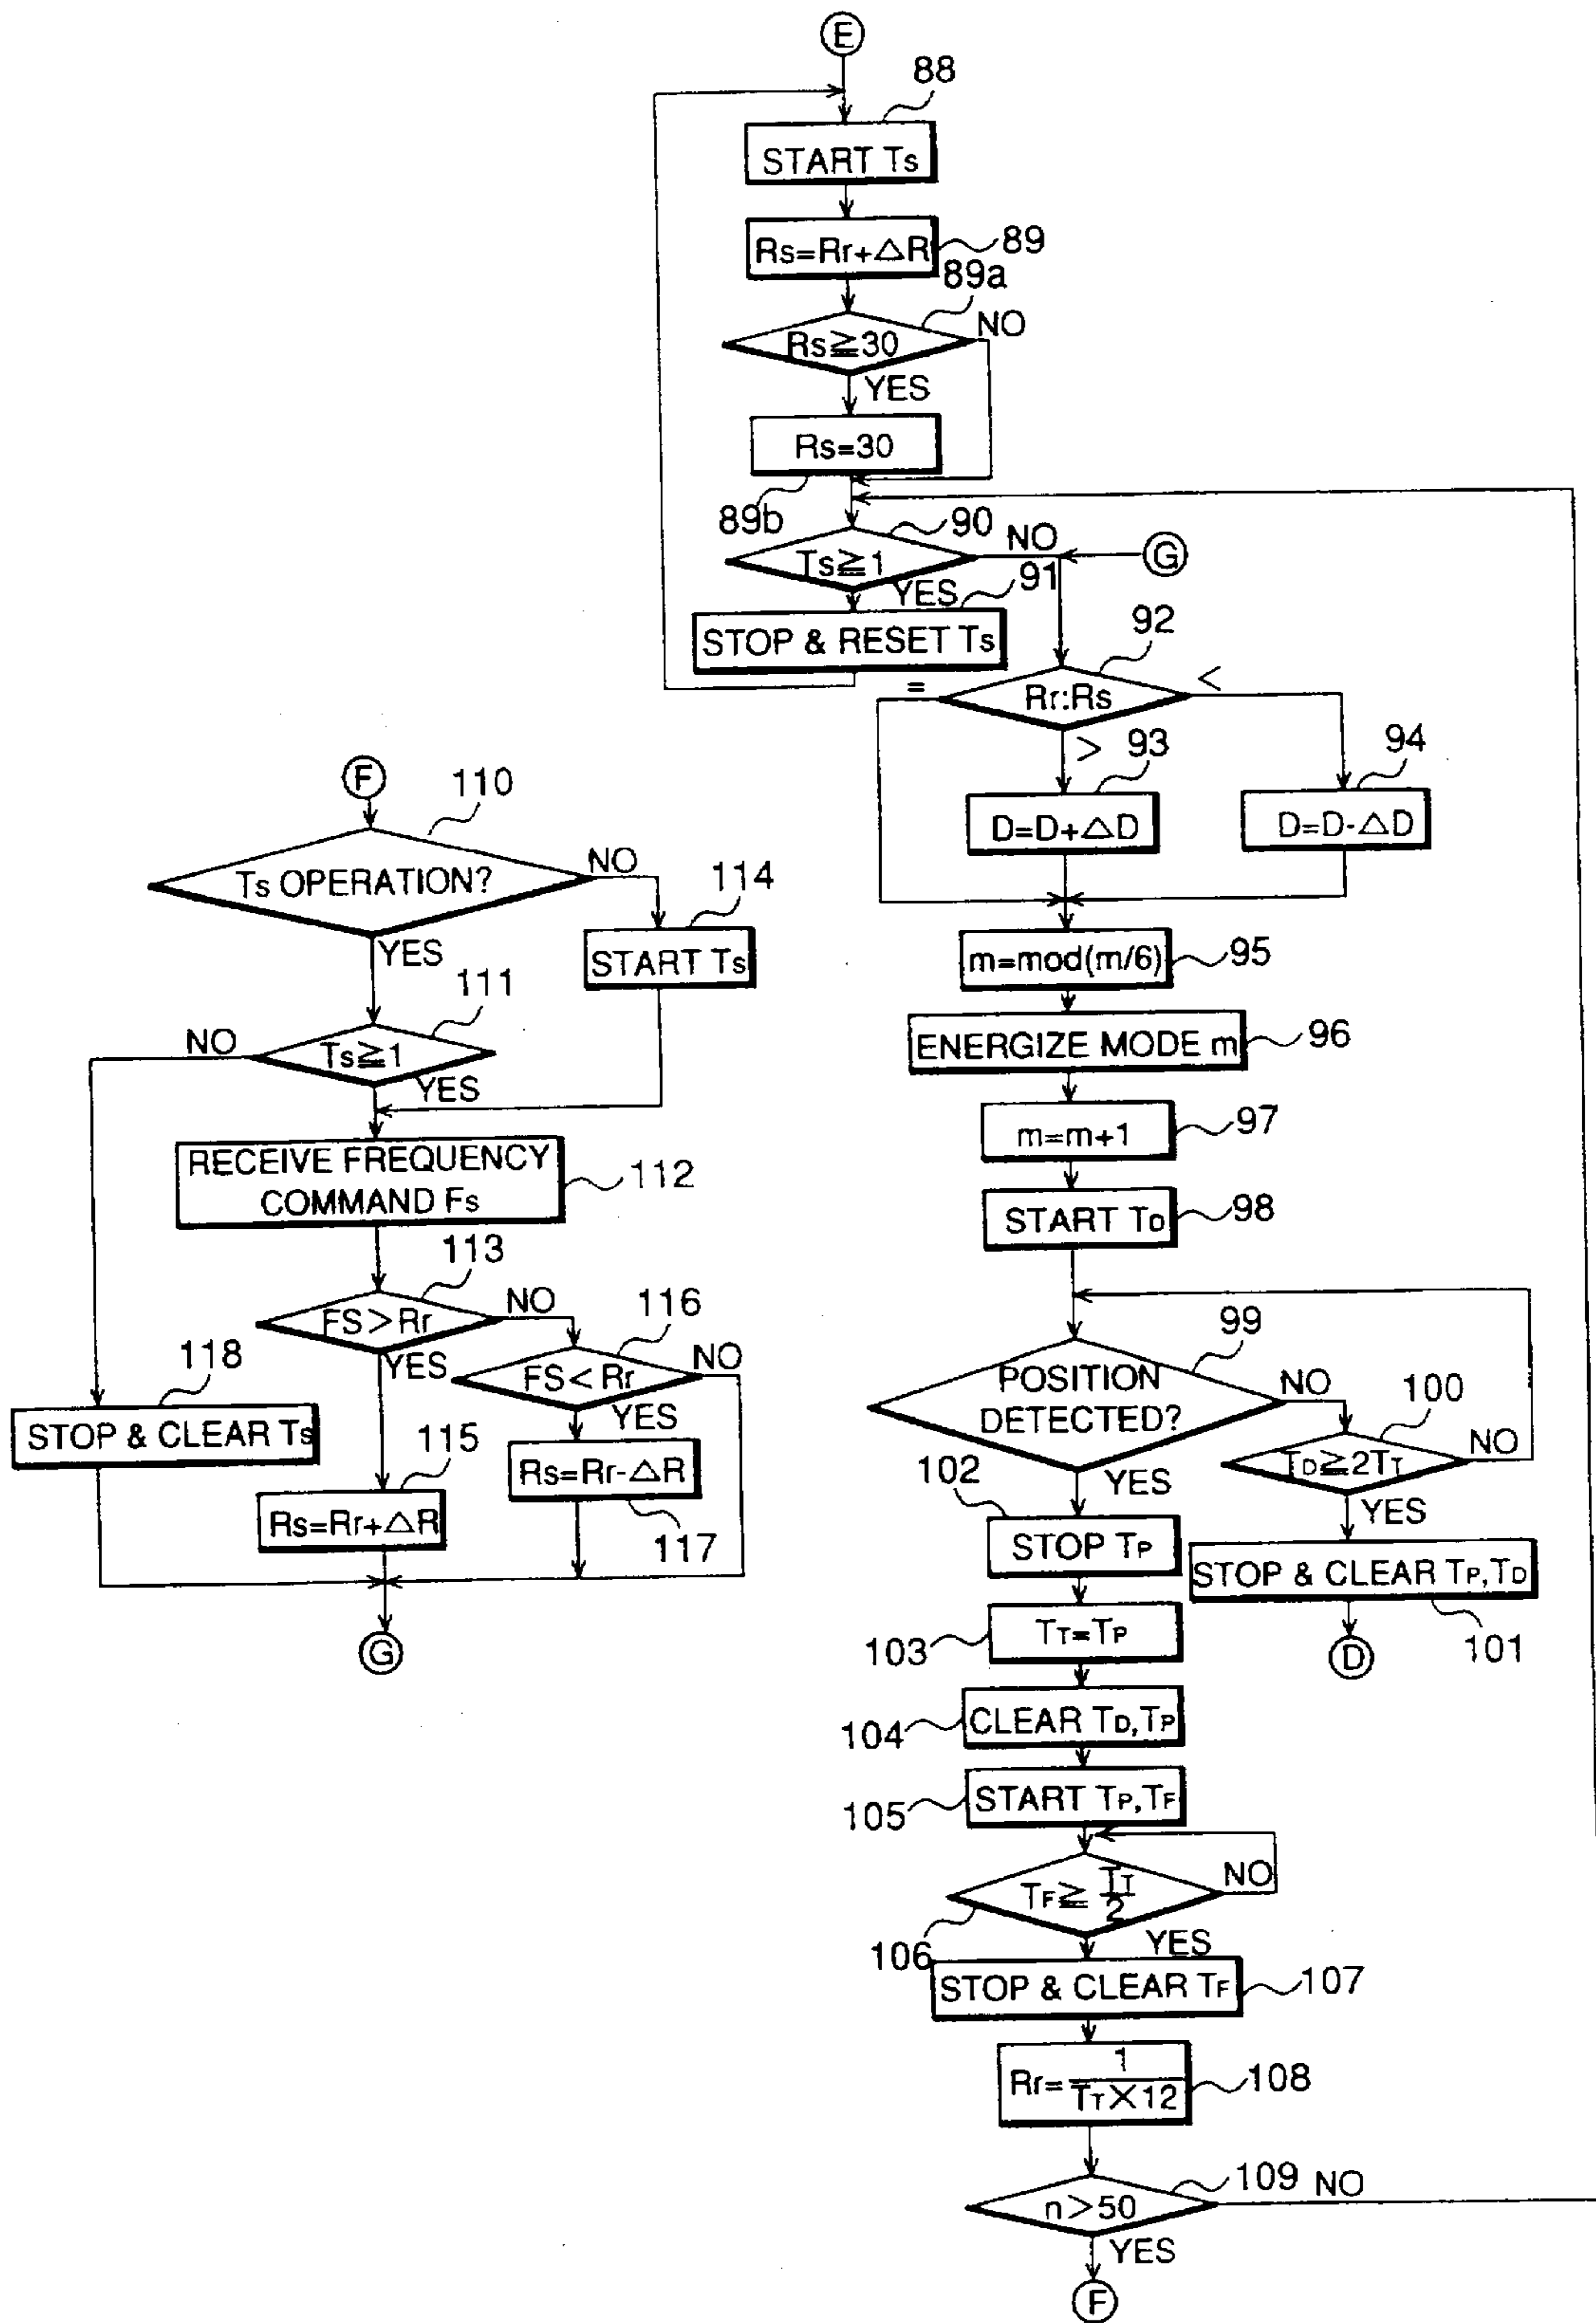 E
88
START Ts
Rs=Rr+△R
89
89a
Rs≧30
NO
YES
Rs=30
89b
90
Ts≧1
NO
G
YES
91
STOP & RESET Ts
92
=
Rr:Rs
<
>
93
94
D=D+△D
D=D-△D
m=mod(m/6)
95
ENERGIZE MODE m
96
m=m+1
97
START TD
98
99
POSITION
DETECTED?
NO
100
TD≧2TT
NO
YES
YES
102
STOP TP
STOP & CLEAR TP,TD
101
D
103
TT=TP
104
CLEAR TD,TP
105
START TP,TF
TF≧TT/2
NO
106
YES
STOP & CLEAR TF
107
Rr=1/TT×12
108
109
n>50
NO
YES
F
F
110
Ts OPERATION?
NO
114
YES
START Ts
111
NO
Ts≧1
YES
RECEIVE FREQUENCY
COMMAND Fs
112
113
FS>Rr
NO
116
YES
FS<Rr
NO
118
YES
STOP & CLEAR Ts
115
Rs=Rr-△R
Rs=Rr+△R
117
G